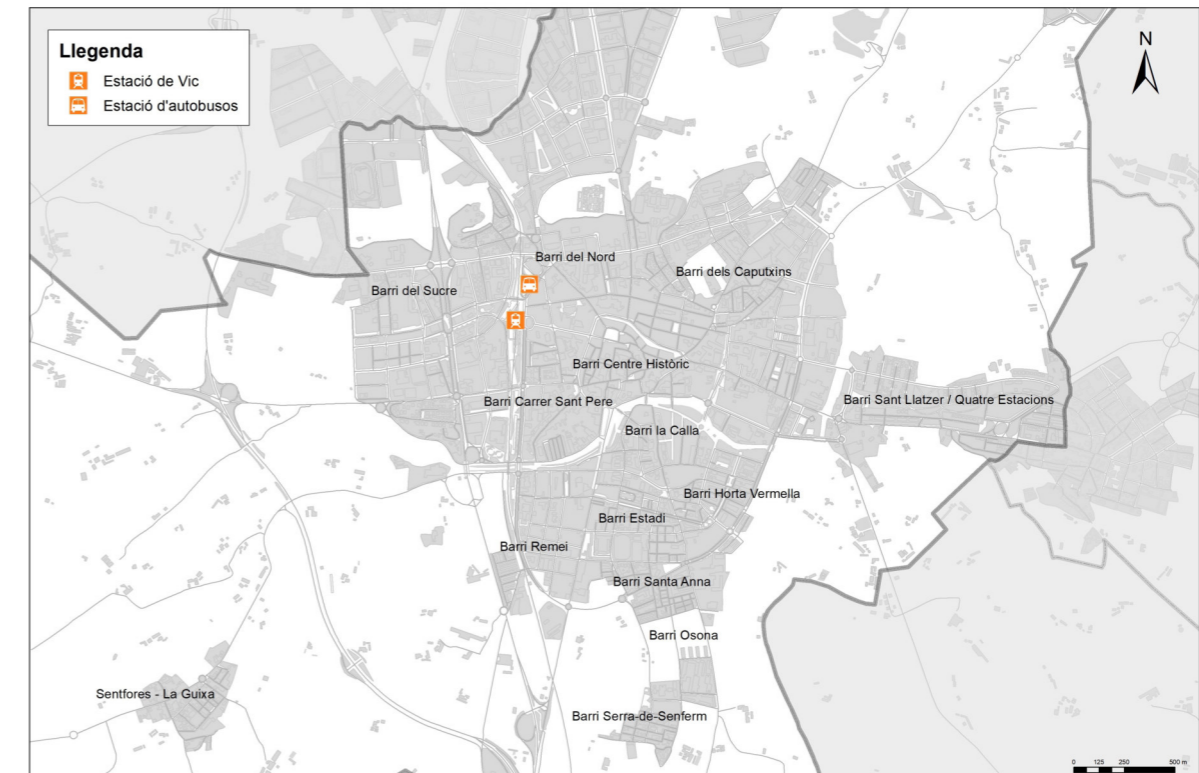 Llegenda
Estació de Vic
Estació d'autobusos
N
Barri del Nord
Barri dels Caputxins
Barri del Sucre
Barri Centre Històric
Barri Carrer Sant Pere
Barri Sant Llatzer / Quatre Estacions
Barri la Calla
Barri Horta Vermella
Barri Estadi
Barri Remei
Barri Santa Anna
Barri Osona
Sentfores - La Guixa
Barri Serra-de-Senferm
0 125 250 500 m